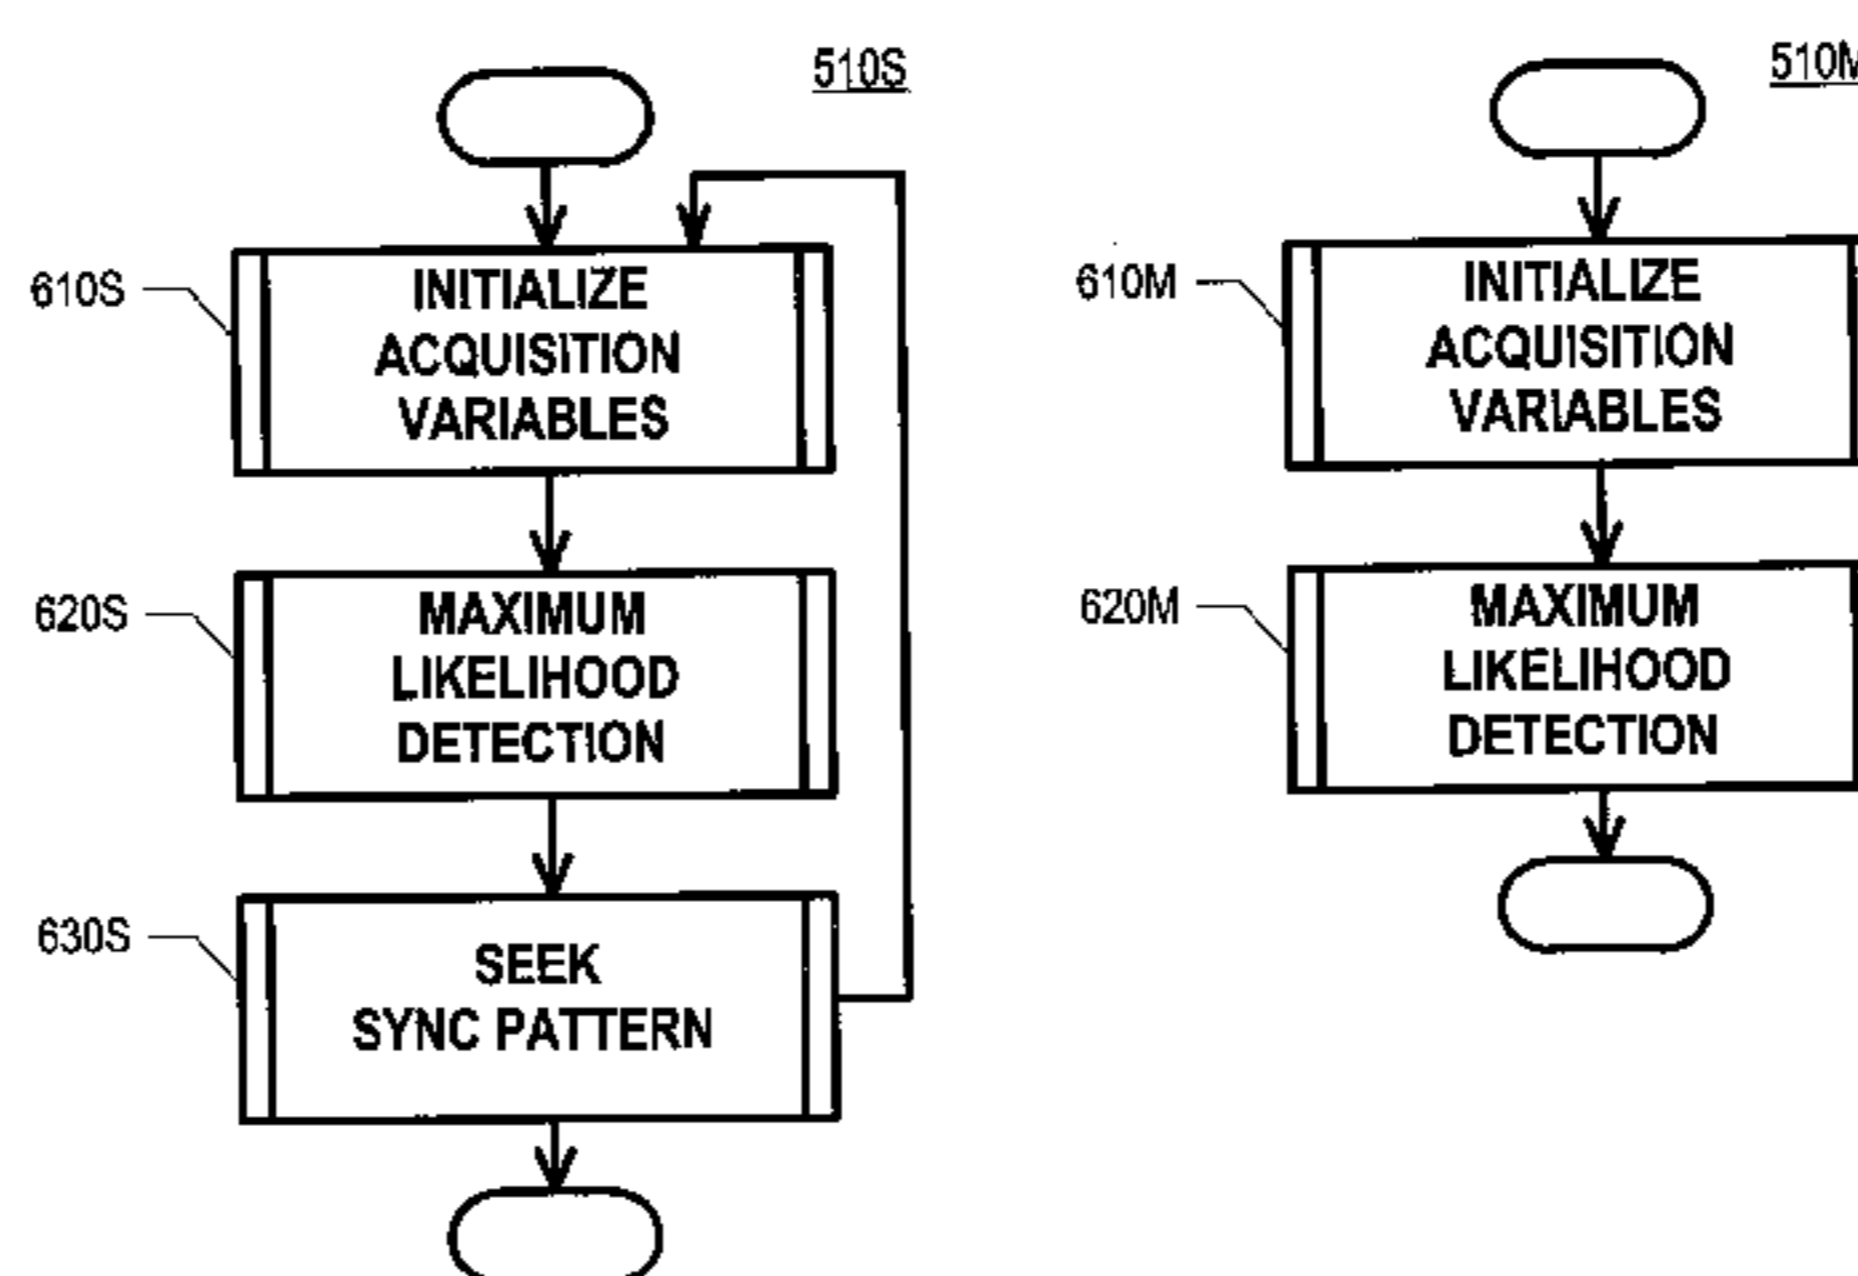 510S
610S
INITIALIZE
ACQUISITION
VARIABLES
620S
MAXIMUM
LIKELIHOOD
DETECTION
630S
SEEK
SYNC PATTERN
510M
610M
INITIALIZE
ACQUISITION
VARIABLES
620M
MAXIMUM
LIKELIHOOD
DETECTION